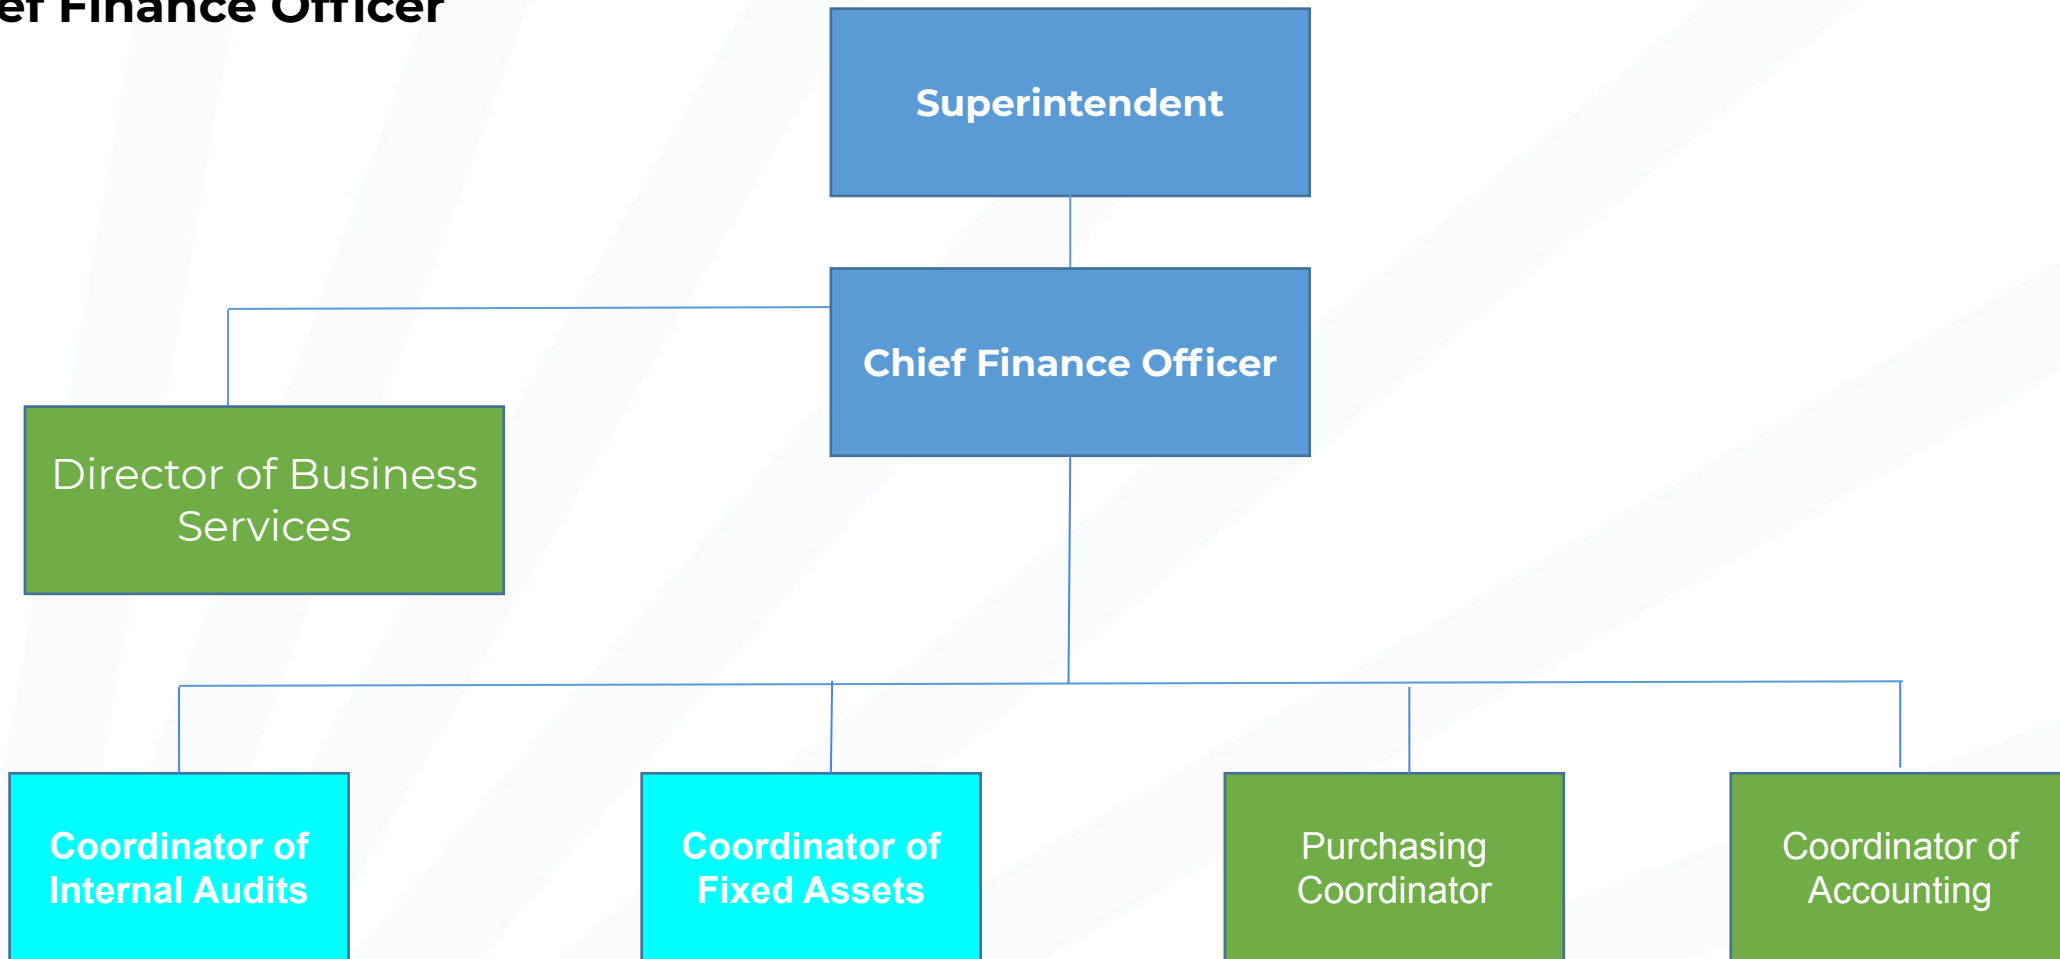 ef Finance Officer
Superintendent
Chief Finance Officer
Director of Business
Services
Coordinator of
Internal Audits
Coordinator of
Fixed Assets
Purchasing
Coordinator
Coordinator of
Accounting